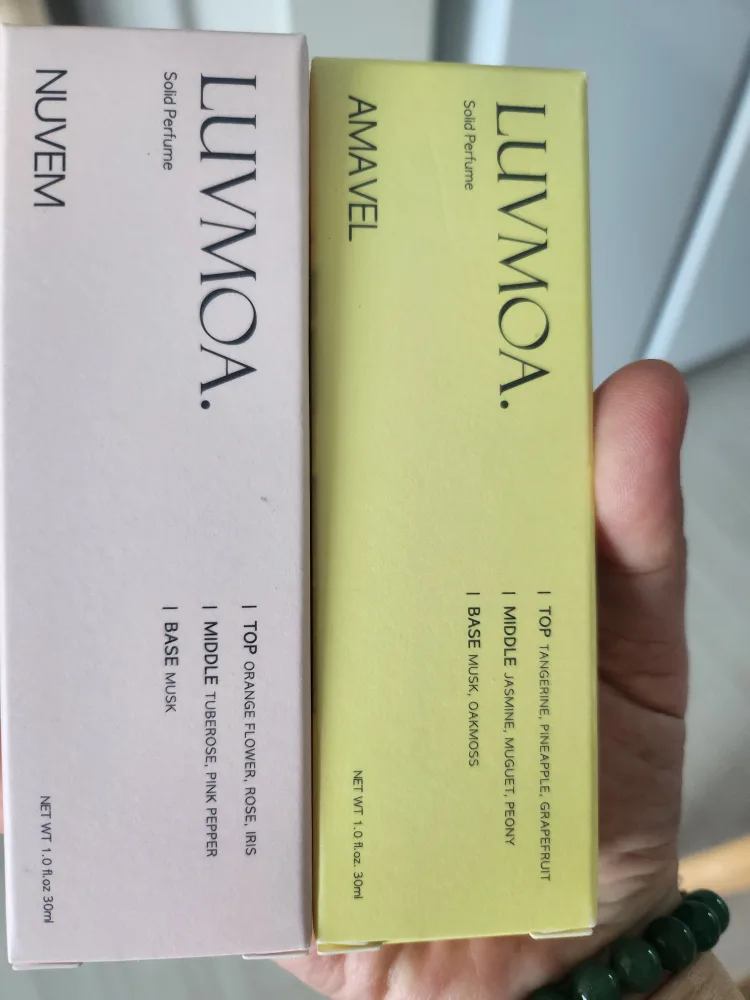 LUVMOA.
Solid Perfume
NUVEM
| TOP ORANGE FLOWER, ROSE, IRIS
| MIDDLE TUBEROSE, PINK PEPPER
| BASE MUSK
NET WT 1.0 fl.oz 30ml
LUVMOA.
Solid Perfume
AMAVEL
| TOP TANGERINE, PINEAPPLE, GRAPEFRUIT
| MIDDLE JASMINE, MUGUET, PEONY
| BASE MUSK, OAKMOSS
NET WT 1.0 fl.oz. 30ml